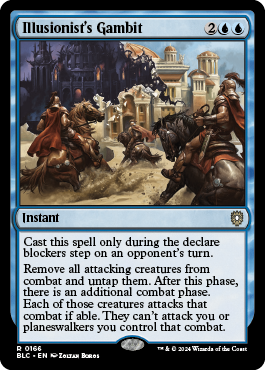 Illusionist's Gambit 2
Instant
Cast this spell only during the declare
blockers step on an opponent's turn.
Remove all attacking creatures from
combat and untap them. After this phase,
there is an additional combat phase.
Each of those creatures attacks that
combat if able. They can't attack you or
planeswalkers you control that combat.
R 0166
BLC • EN Zoltan Boros
™ & © 2024 Wizards of the Coast